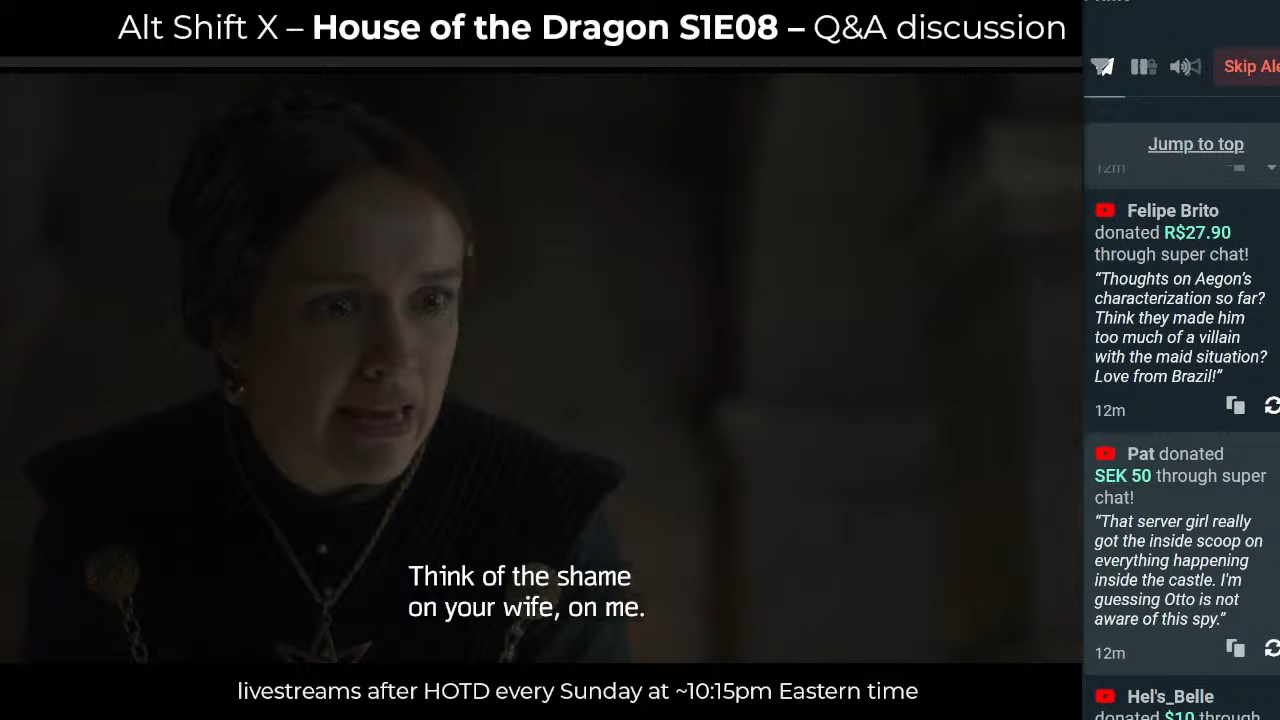 Alt Shift X – House of the Dragon S1E08 – Q&A discussion
Think of the shame
on your wife, on me.
livestreams after HOTD every Sunday at ~10:15pm Eastern time
Skip Ale
Jump to top
12m
Felipe Brito
donated R$27.90
through super chat!
“Thoughts on Aegon's
characterization so far?
Think they made him
too much of a villain
with the maid situation?
Love from Brazil!”
12m
Pat donated
SEK 50 through super
chat!
“That server girl really
got the inside scoop on
everything happening
inside the castle. I'm
guessing Otto is not
aware of this spy.”
12m
Hel's_Belle
donated $10 through